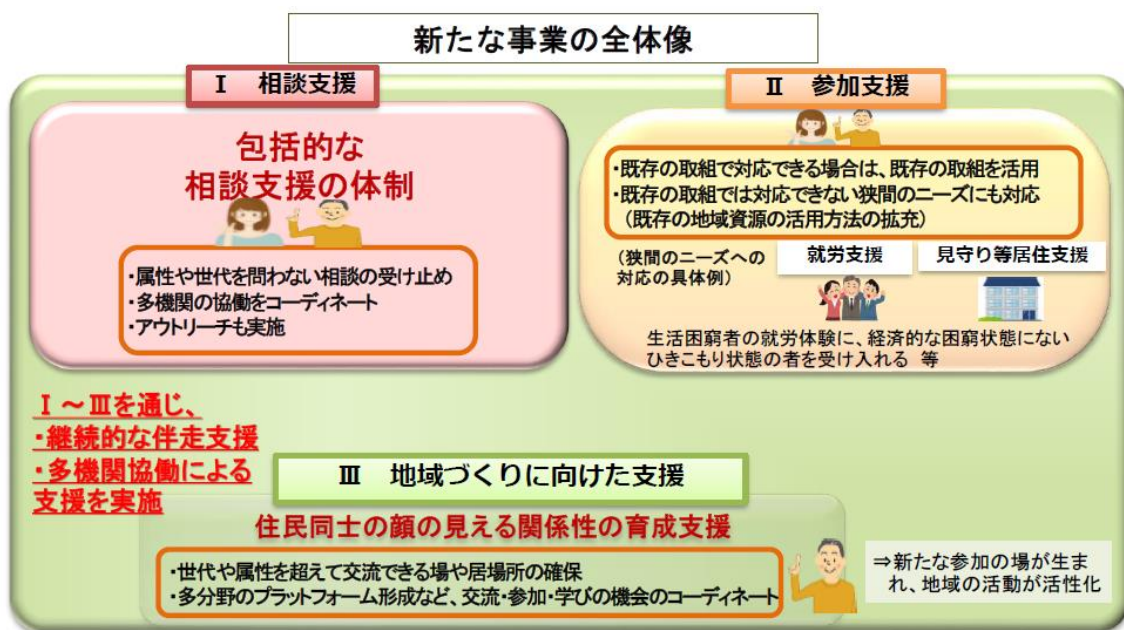 新たな事業の全体像
Ⅰ 相談支援
包括的な
相談支援の体制
・属性や世代を問わない相談の受け止め
・多機関の協働をコーディネート
・アウトリーチも実施
Ⅱ 参加支援
・既存の取組で対応できる場合は、既存の取組を活用
・既存の取組では対応できない狭間のニーズにも対応
（既存の地域資源の活用方法の拡充）
（狭間のニーズへの
対応の具体例）
就労支援
見守り等居住支援
生活困窮者の就労体験に、経済的な困窮状態にない
ひきこもり状態の者を受け入れる 等
Ⅰ～Ⅲを通じ、
・継続的な伴走支援
・多機関協働による
支援を実施
Ⅲ 地域づくりに向けた支援
住民同士の顔の見える関係性の育成支援
・世代や属性を超えて交流できる場や居場所の確保
・多分野のプラットフォーム形成など、交流・参加・学びの機会のコーディネート
⇒新たな参加の場が生ま
れ、地域の活動が活性化